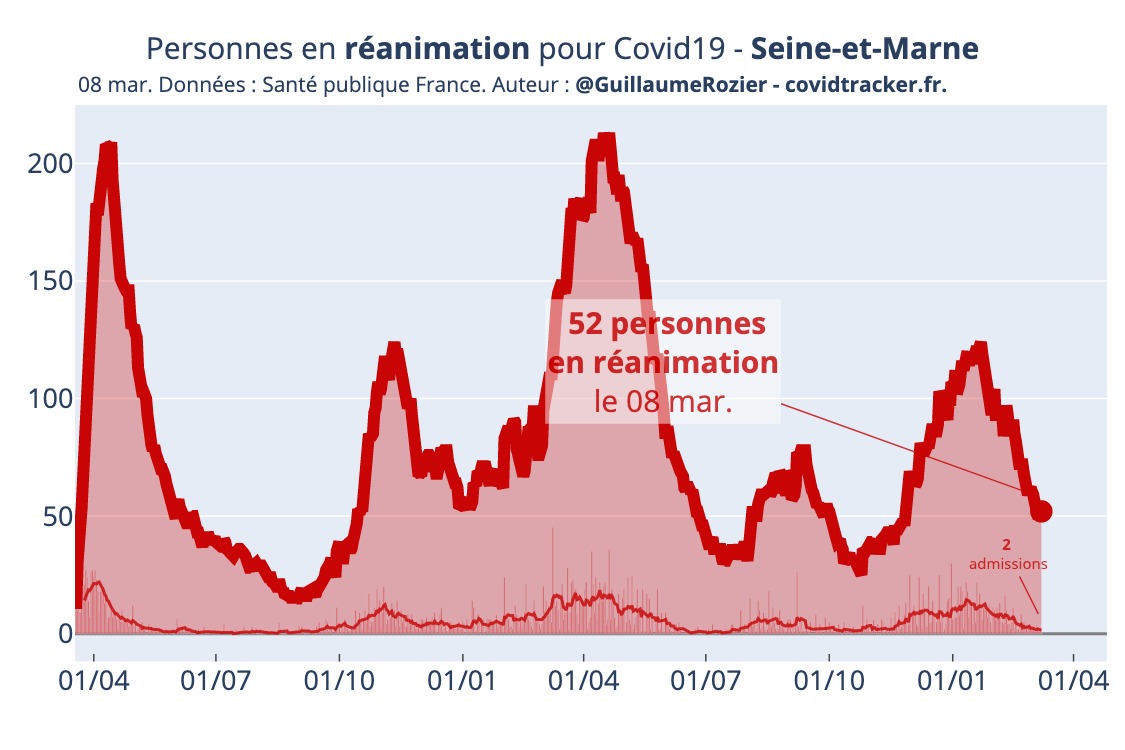 Personnes en réanimation pour Covid19 - Seine-et-Marne
08 mar. Données : Santé publique France. Auteur : @GuillaumeRozier - covidtracker.fr.
200
150
100
50
0
52 personnes
en réanimation
le 08 mar.
2
admissions
01/04 01/07 01/10 01/01 01/04 01/07 01/10 01/01 01/04